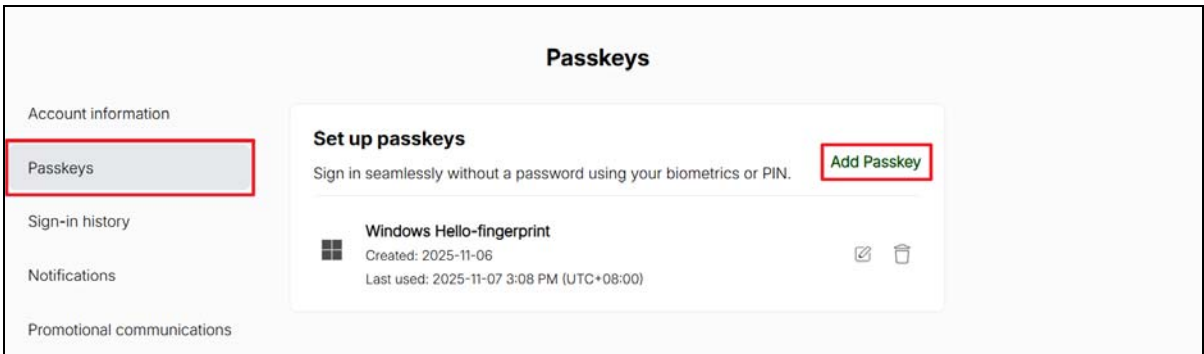 Passkeys
Account information
Passkeys
Sign-in history
Notifications
Promotional communications
Set up passkeys
Sign in seamlessly without a password using your biometrics or PIN.
Add Passkey
Windows Hello-fingerprint
Created: 2025-11-06
Last used: 2025-11-07 3:08 PM (UTC+08:00)